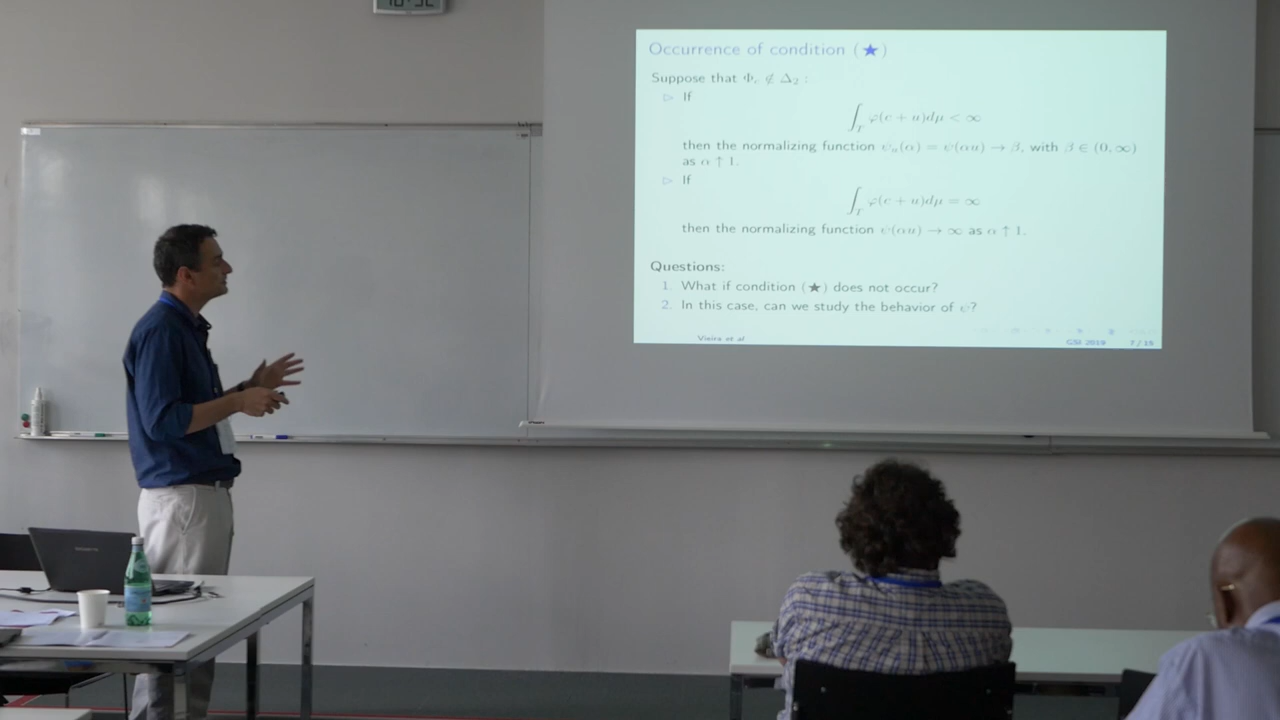 Occurrence of condition (★)
Suppose that Φ_c ∉ Δ₂ :
▷ If
∫_T φ(c + u)dμ < ∞
then the normalizing function ψ_u(α) = ψ(αu) → β, with β ∈ (0, ∞)
as α ↑ 1.
▷ If
∫_T φ(c + u)dμ = ∞
then the normalizing function ψ(αu) → ∞ as α ↑ 1.
Questions:
1. What if condition (★) does not occur?
2. In this case, can we study the behavior of ψ?
Vieira et al GSI 2019 7 / 15